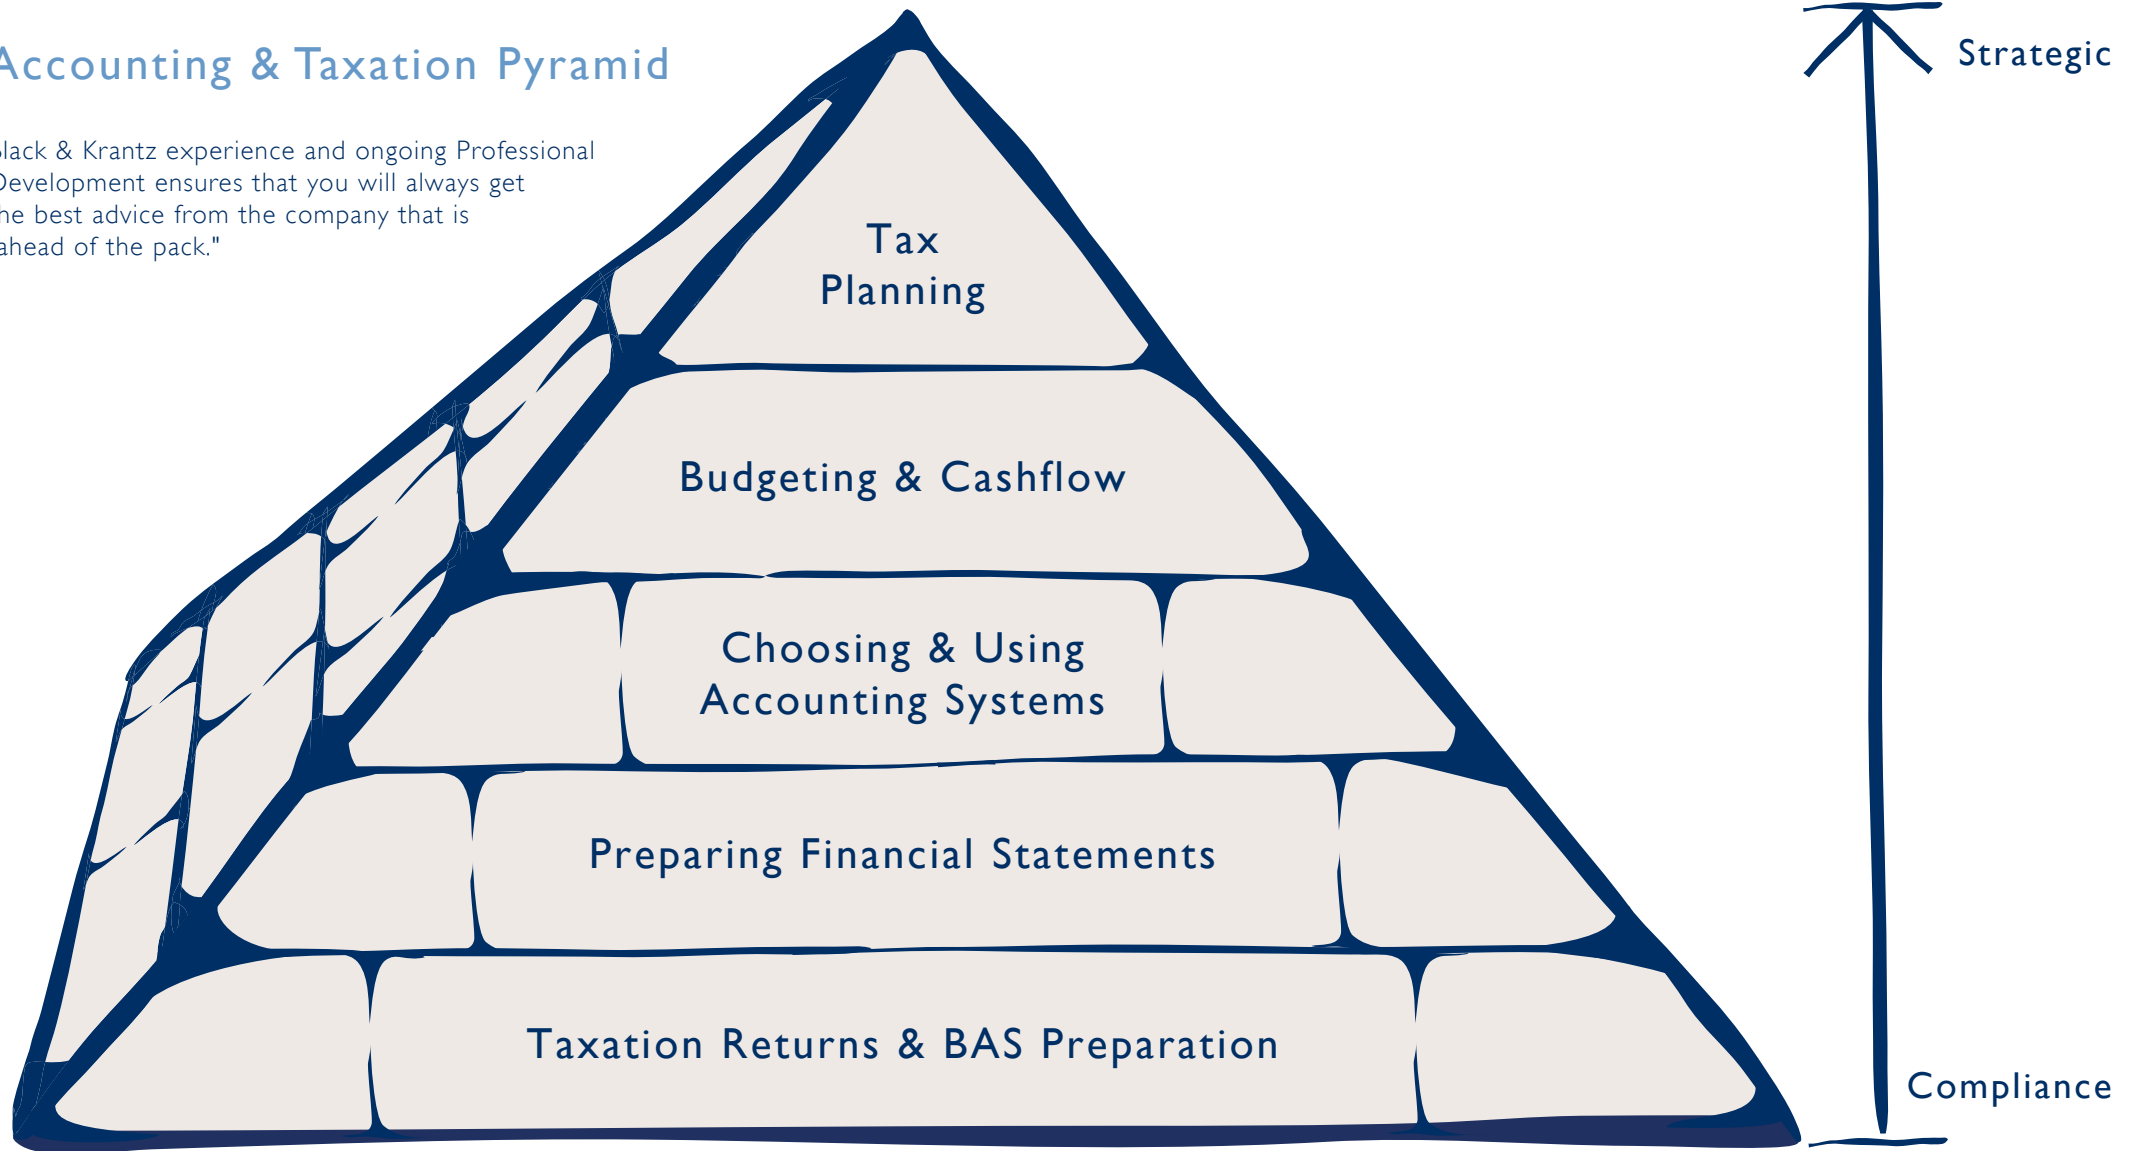 Accounting & Taxation Pyramid
Black & Krantz experience and ongoing Professional
Development ensures that you will always get
the best advice from the company that is
ahead of the pack."
Strategic
Tax
Planning
Budgeting & Cashflow
Choosing & Using
Accounting Systems
Preparing Financial Statements
Taxation Returns & BAS Preparation
Compliance